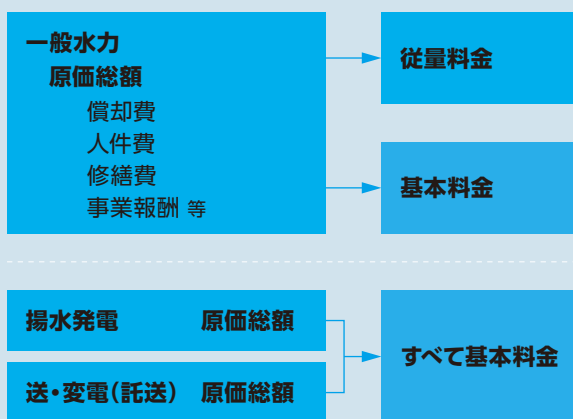 一般水力
原価総額
償却費
人件費
修繕費
事業報酬 等
従量料金
基本料金
揚水発電 原価総額
送・変電(託送) 原価総額
すべて基本料金